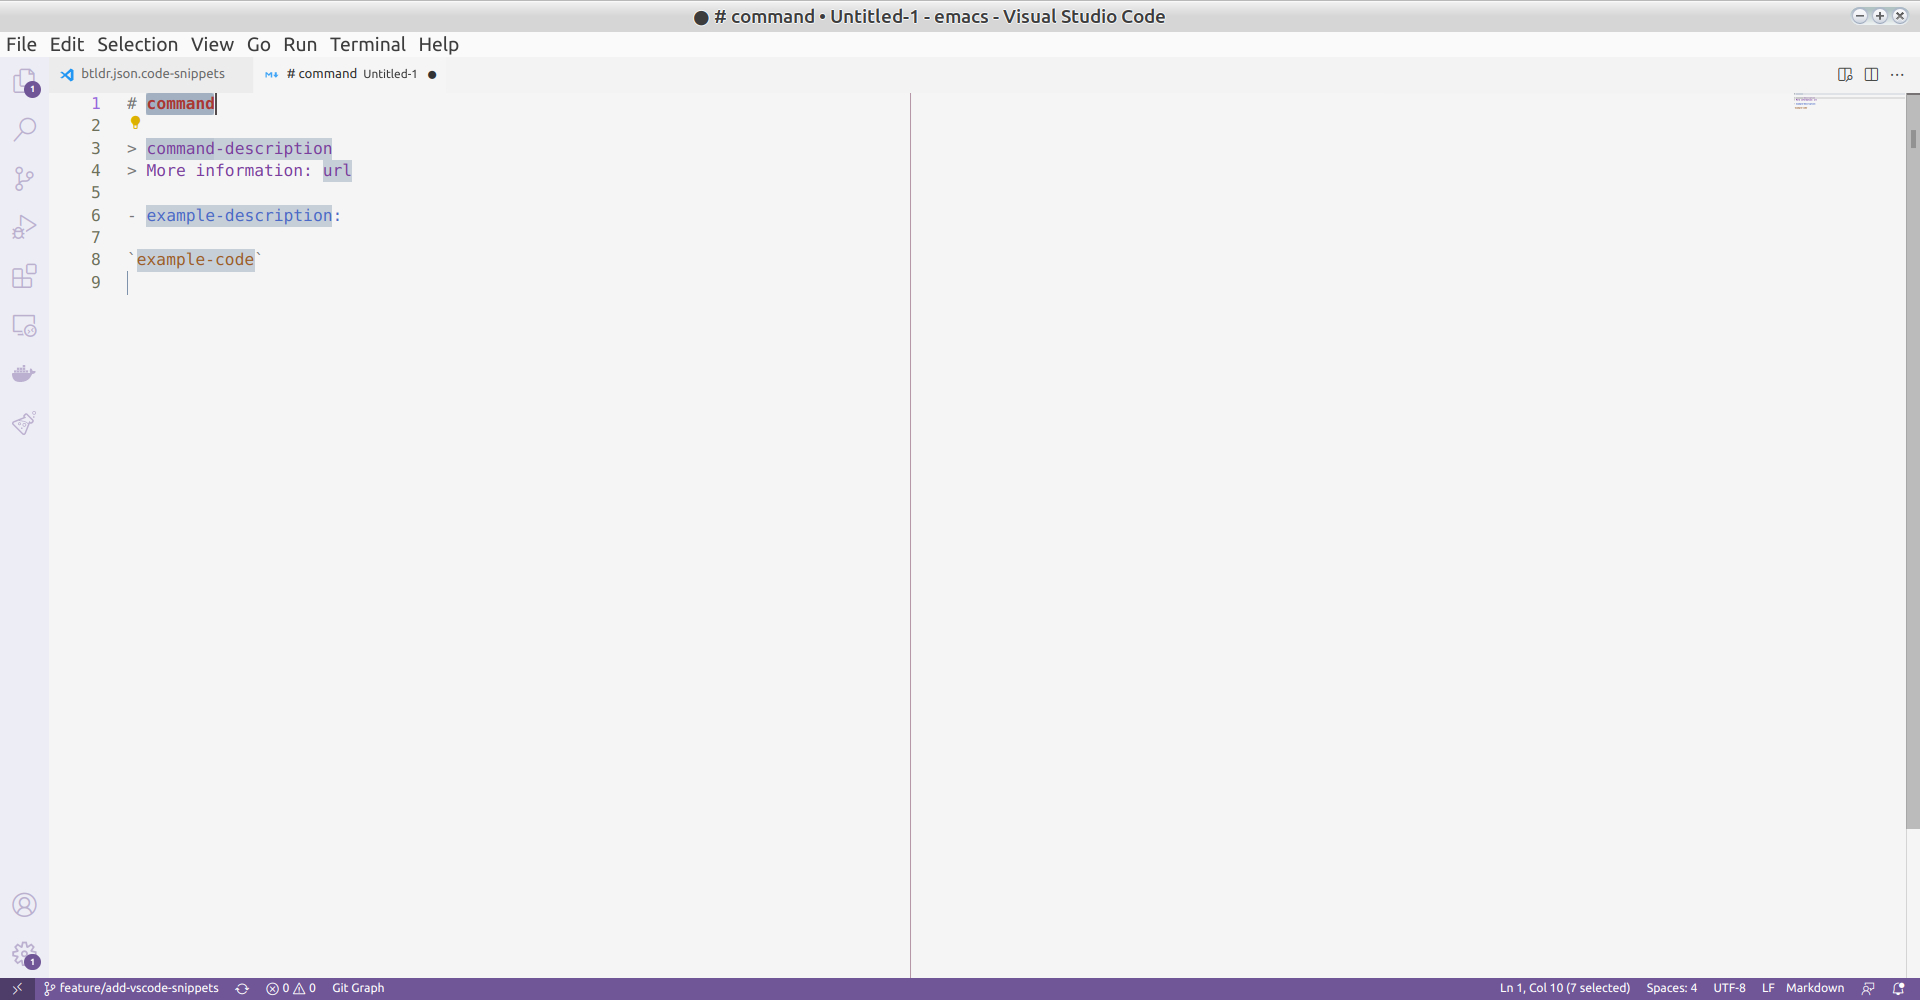 # command • Untitled-1 - emacs - Visual Studio Code
File Edit Selection View Go Run Terminal Help
btldr.json.code-snippets # command Untitled-1
1 # command
2
3 > command-description
4 > More information: url
5
6 - example-description:
7
8 `example-code`
9
1
1
feature/add-vscode-snippets 0 0 Git Graph Ln 1, Col 10 (7 selected) Spaces: 4 UTF-8 LF Markdown